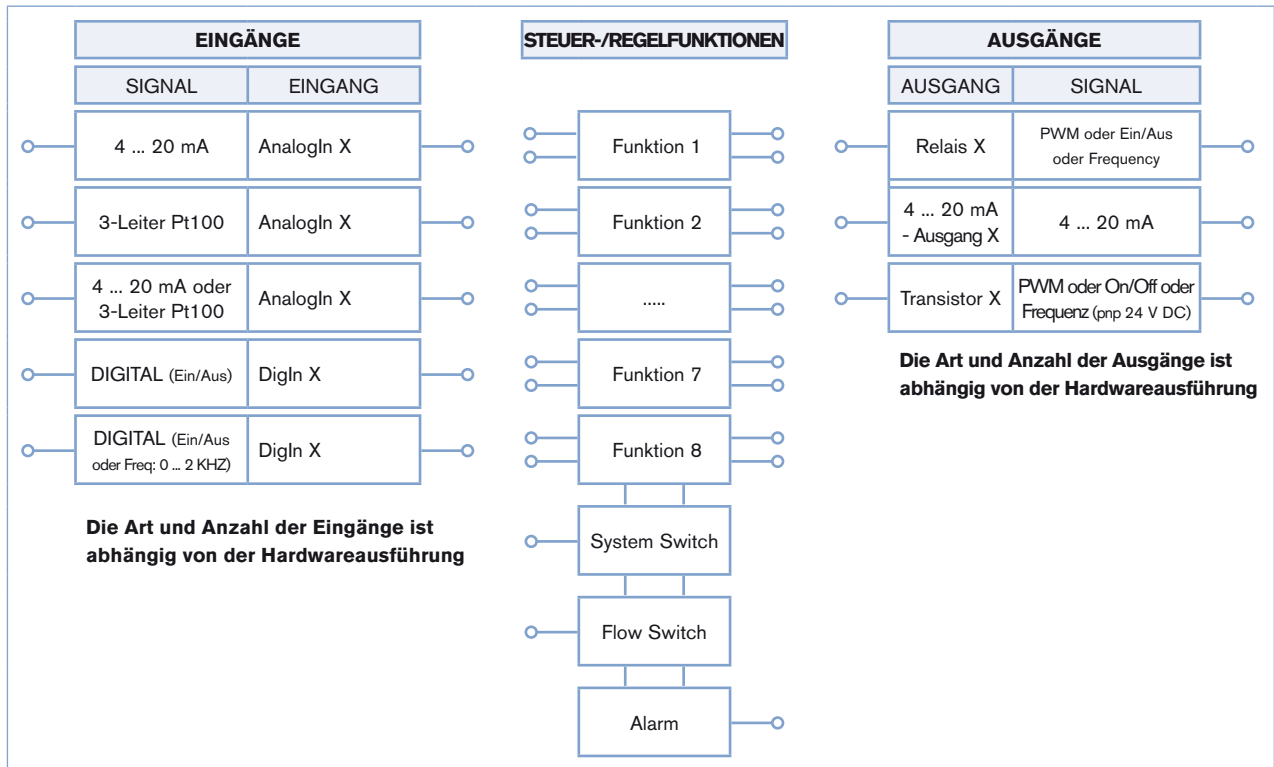 EINGÄNGE
SIGNAL EINGANG
4 ... 20 mA AnalogIn X
3-Leiter Pt100 AnalogIn X
4 ... 20 mA oder
3-Leiter Pt100
AnalogIn X
DIGITAL (Ein/Aus) DigIn X
DIGITAL (Ein/Aus
oder Freq: 0 ... 2 KHZ)
DigIn X
Die Art und Anzahl der Eingänge ist
abhängig von der Hardwareausführung
STEUER-/REGELFUNKTIONEN
Funktion 1
Funktion 2
.....
Funktion 7
Funktion 8
System Switch
Flow Switch
Alarm
AUSGÄNGE
AUSGANG SIGNAL
Relais X
PWM oder Ein/Aus
oder Frequency
4 ... 20 mA
- Ausgang X
4 ... 20 mA
Transistor X
PWM oder On/Off oder
Frequenz (pnp 24 V DC)
Die Art und Anzahl der Ausgänge ist
abhängig von der Hardwareausführung